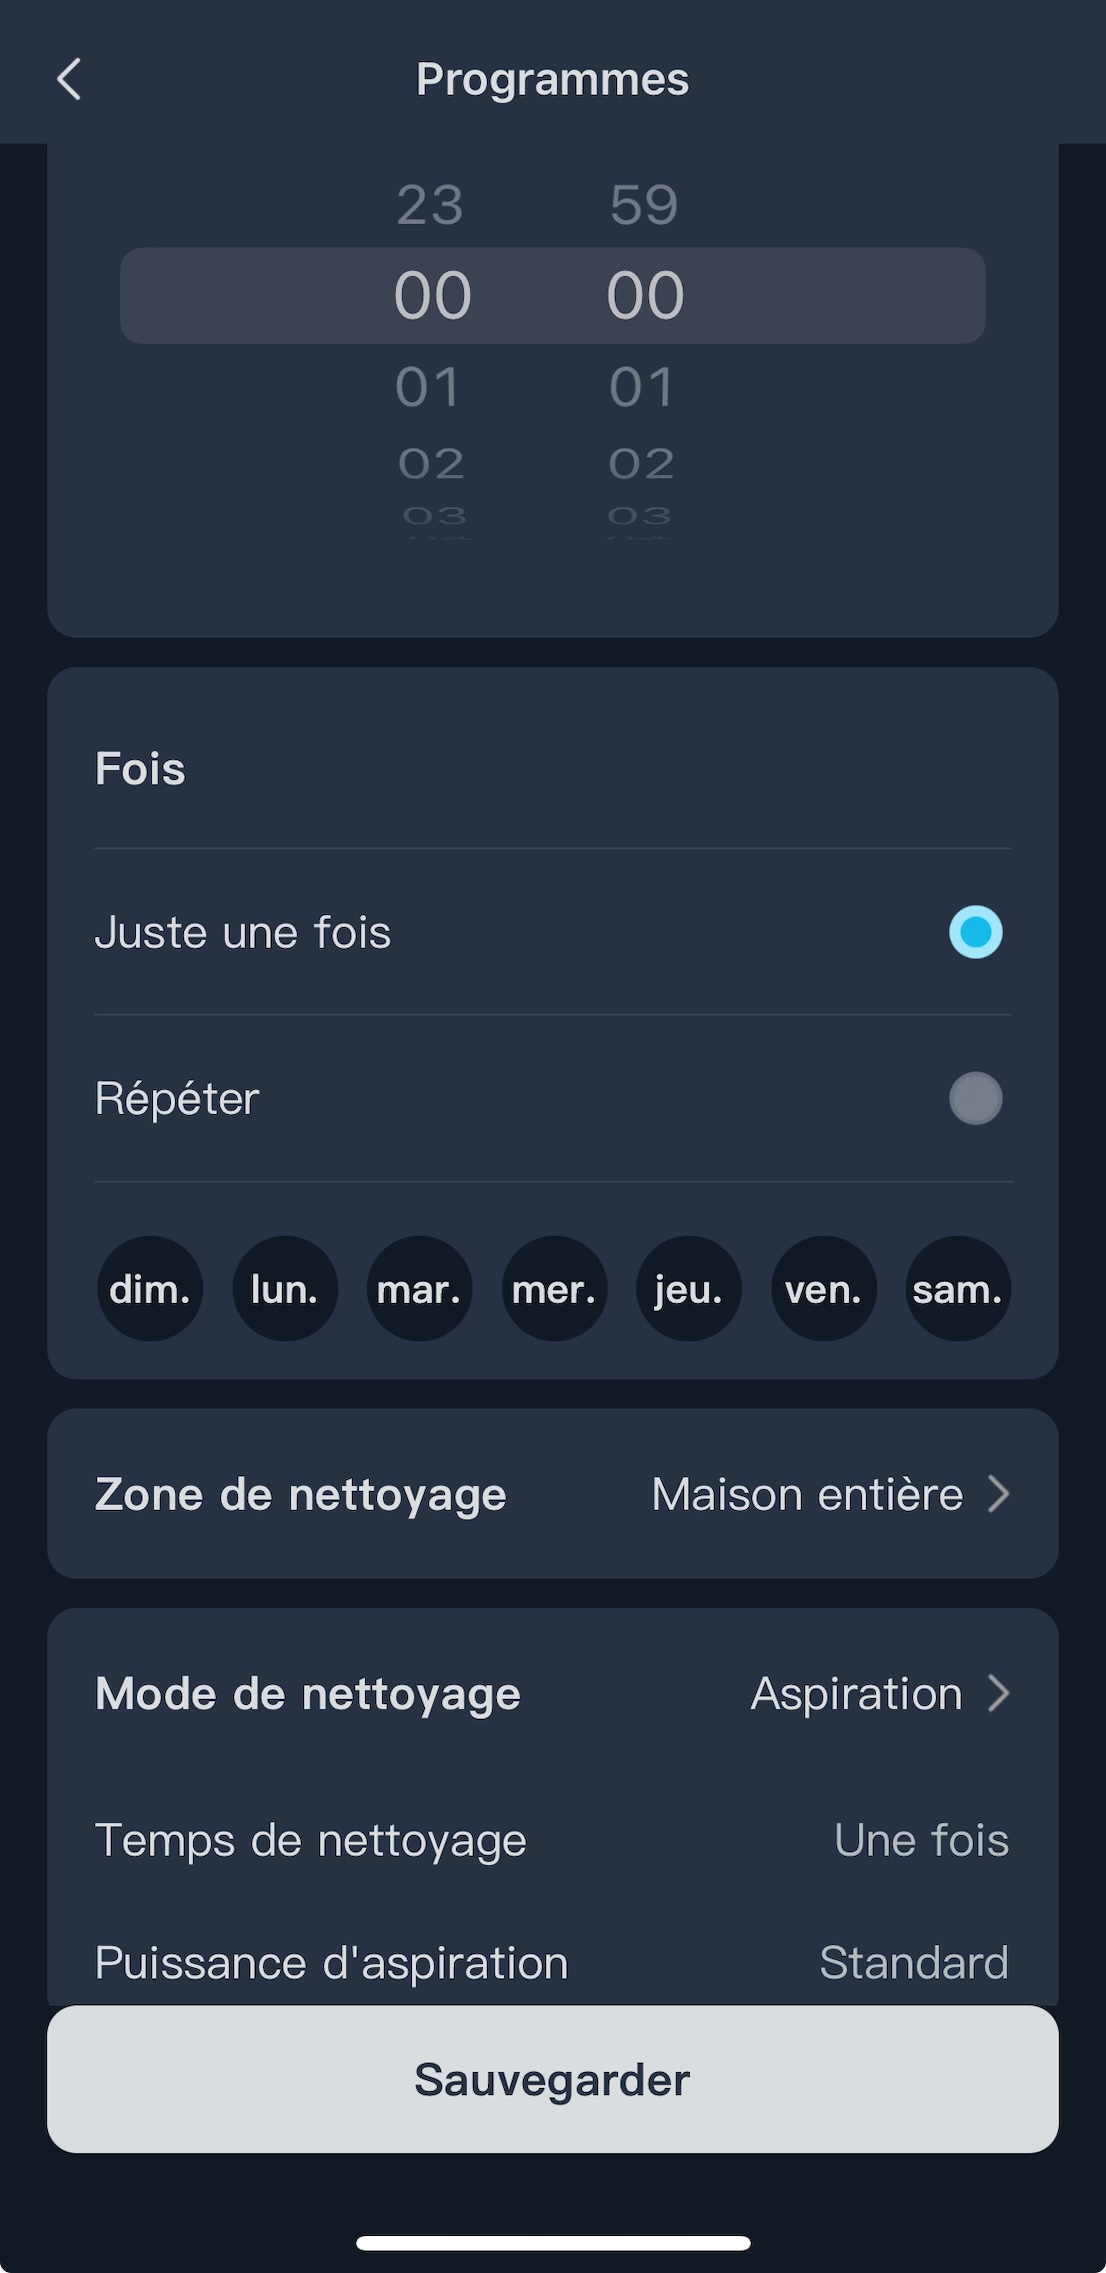 Programmes
23 59
00 00
01 01
02 02
03 03
Fois
Juste une fois
Répéter
dim. lun. mar. mer. jeu. ven. sam.
Zone de nettoyage Maison entière
Mode de nettoyage Aspiration
Temps de nettoyage Une fois
Puissance d'aspiration Standard
Sauvegarder